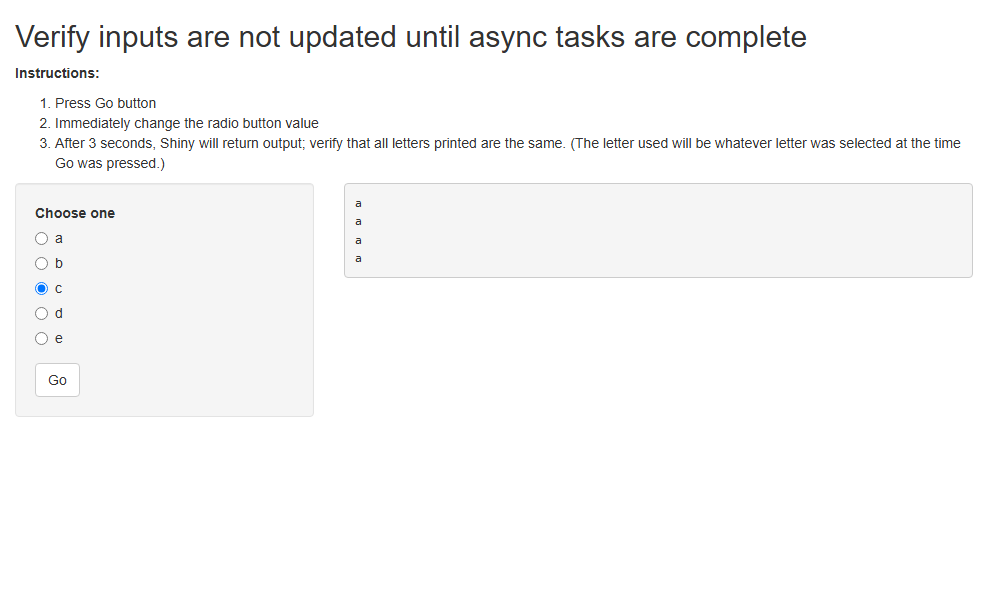 Verify inputs are not updated until async tasks are complete
Instructions:
1. Press Go button
2. Immediately change the radio button value
3. After 3 seconds, Shiny will return output; verify that all letters printed are the same. (The letter used will be whatever letter was selected at the time
Go was pressed.)
Choose one
a
b
c
d
e
Go
a
a
a
a